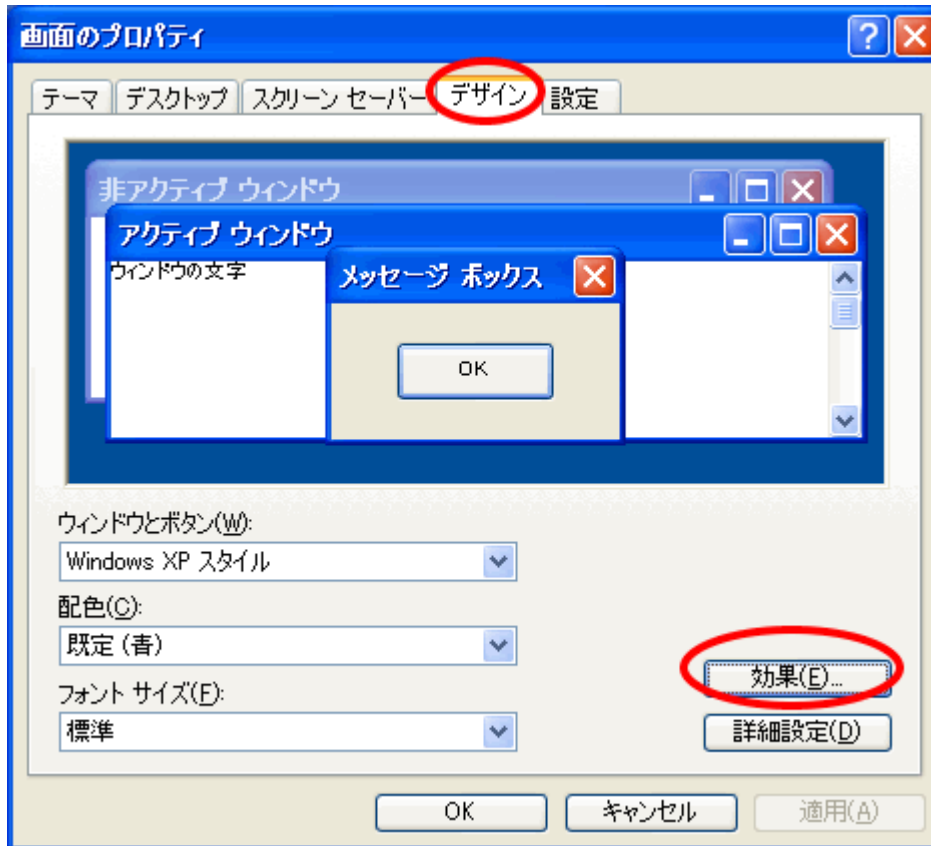 画面のプロパティ
テーマ デスクトップ スクリーン セーバー デザイン 設定
非アクティブ ウィンドウ
アクティブ ウィンドウ
ウィンドウの文字
メッセージ ボックス
OK
ウィンドウとボタン(W):
Windows XP スタイル
配色(C):
既定 (青)
効果(E)...
フォント サイズ(F):
標準
詳細設定(D)
OK キャンセル 適用(A)